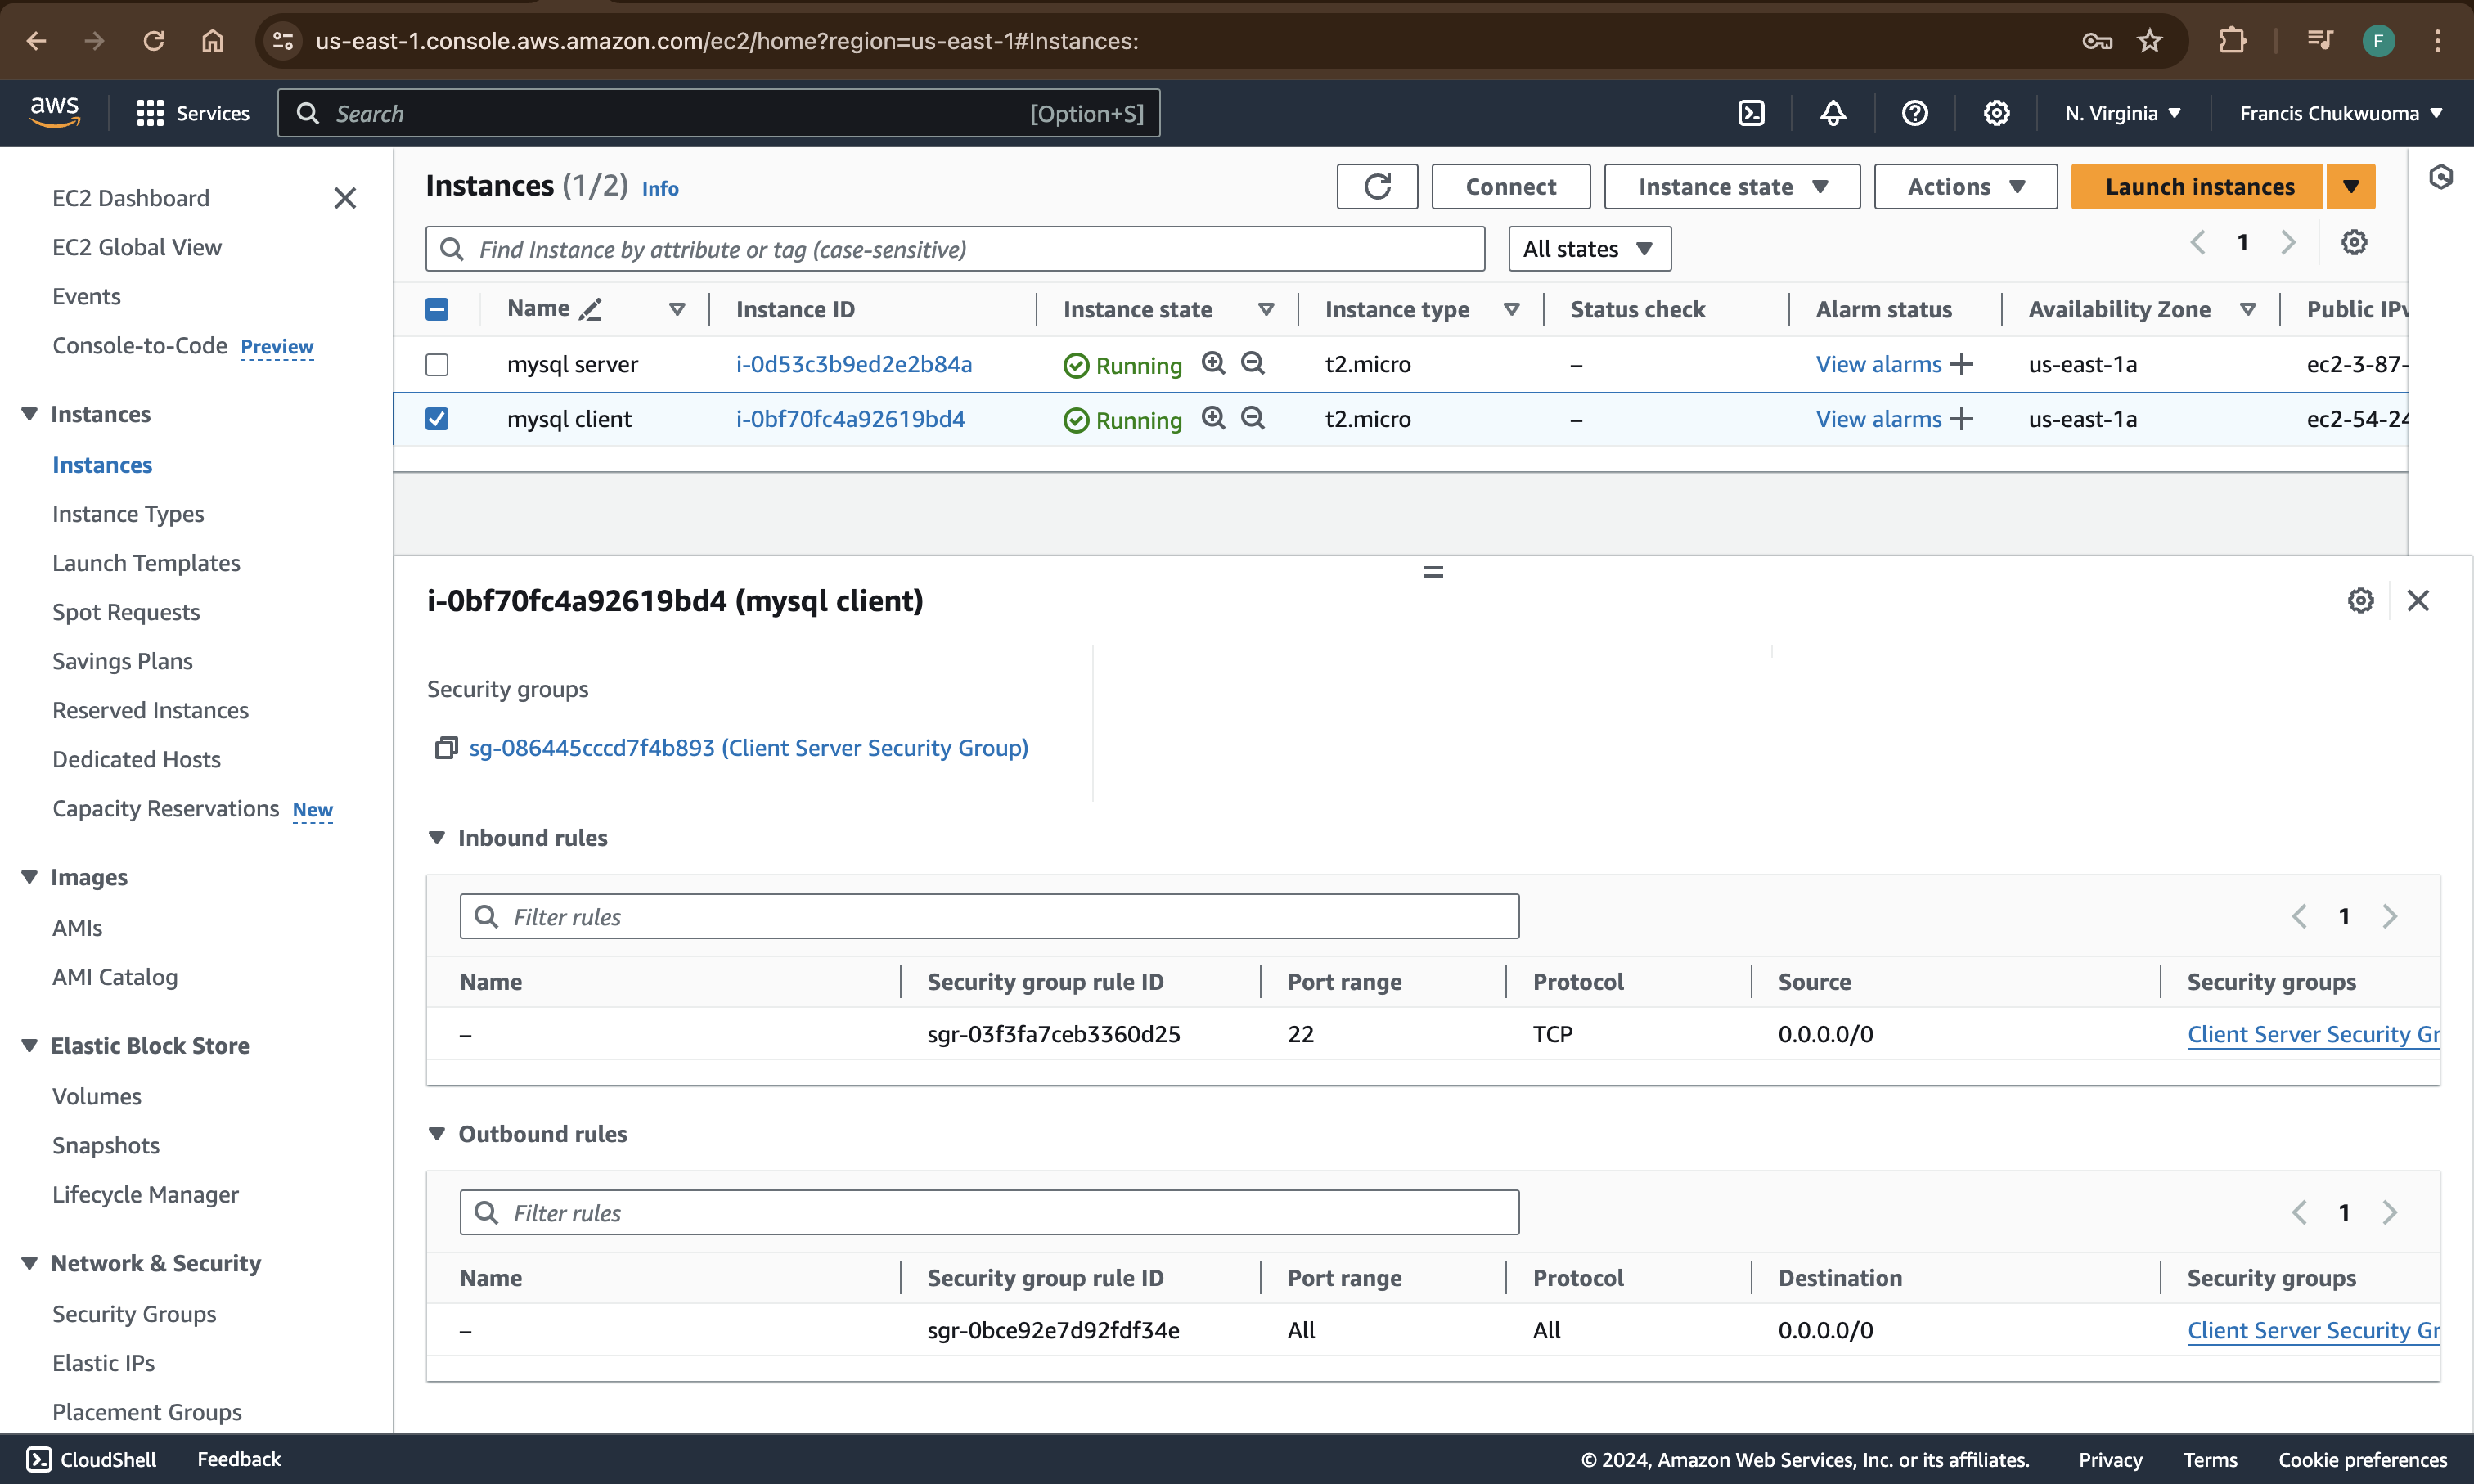 us-east-1.console.aws.amazon.com/ec2/home?region=us-east-1#Instances:
F
aws
Services
Search
[Option+S]
N. Virginia
Francis Chukwuoma
EC2 Dashboard
EC2 Global View
Events
Console-to-Code Preview
Instances
Instances
Instance Types
Launch Templates
Spot Requests
Savings Plans
Reserved Instances
Dedicated Hosts
Capacity Reservations New
Images
AMIs
AMI Catalog
Elastic Block Store
Volumes
Snapshots
Lifecycle Manager
Network & Security
Security Groups
Elastic IPs
Placement Groups
Instances (1/2) Info
Connect
Instance state
Actions
Launch instances
Find Instance by attribute or tag (case-sensitive)
All states
1
Name Instance ID Instance state Instance type Status check Alarm status Availability Zone Public IPv
mysql server i-0d53c3b9ed2e2b84a Running t2.micro – View alarms + us-east-1a ec2-3-87-
mysql client i-0bf70fc4a92619bd4 Running t2.micro – View alarms + us-east-1a ec2-54-24
i-0bf70fc4a92619bd4 (mysql client)
Security groups
sg-086445cccd7f4b893 (Client Server Security Group)
Inbound rules
Filter rules
1
Name Security group rule ID Port range Protocol Source Security groups
– sgr-03f3fa7ceb3360d25 22 TCP 0.0.0.0/0 Client Server Security Gr
Outbound rules
Filter rules
1
Name Security group rule ID Port range Protocol Destination Security groups
– sgr-0bce92e7d92fdf34e All All 0.0.0.0/0 Client Server Security Gr
CloudShell
Feedback
© 2024, Amazon Web Services, Inc. or its affiliates.
Privacy
Terms
Cookie preferences